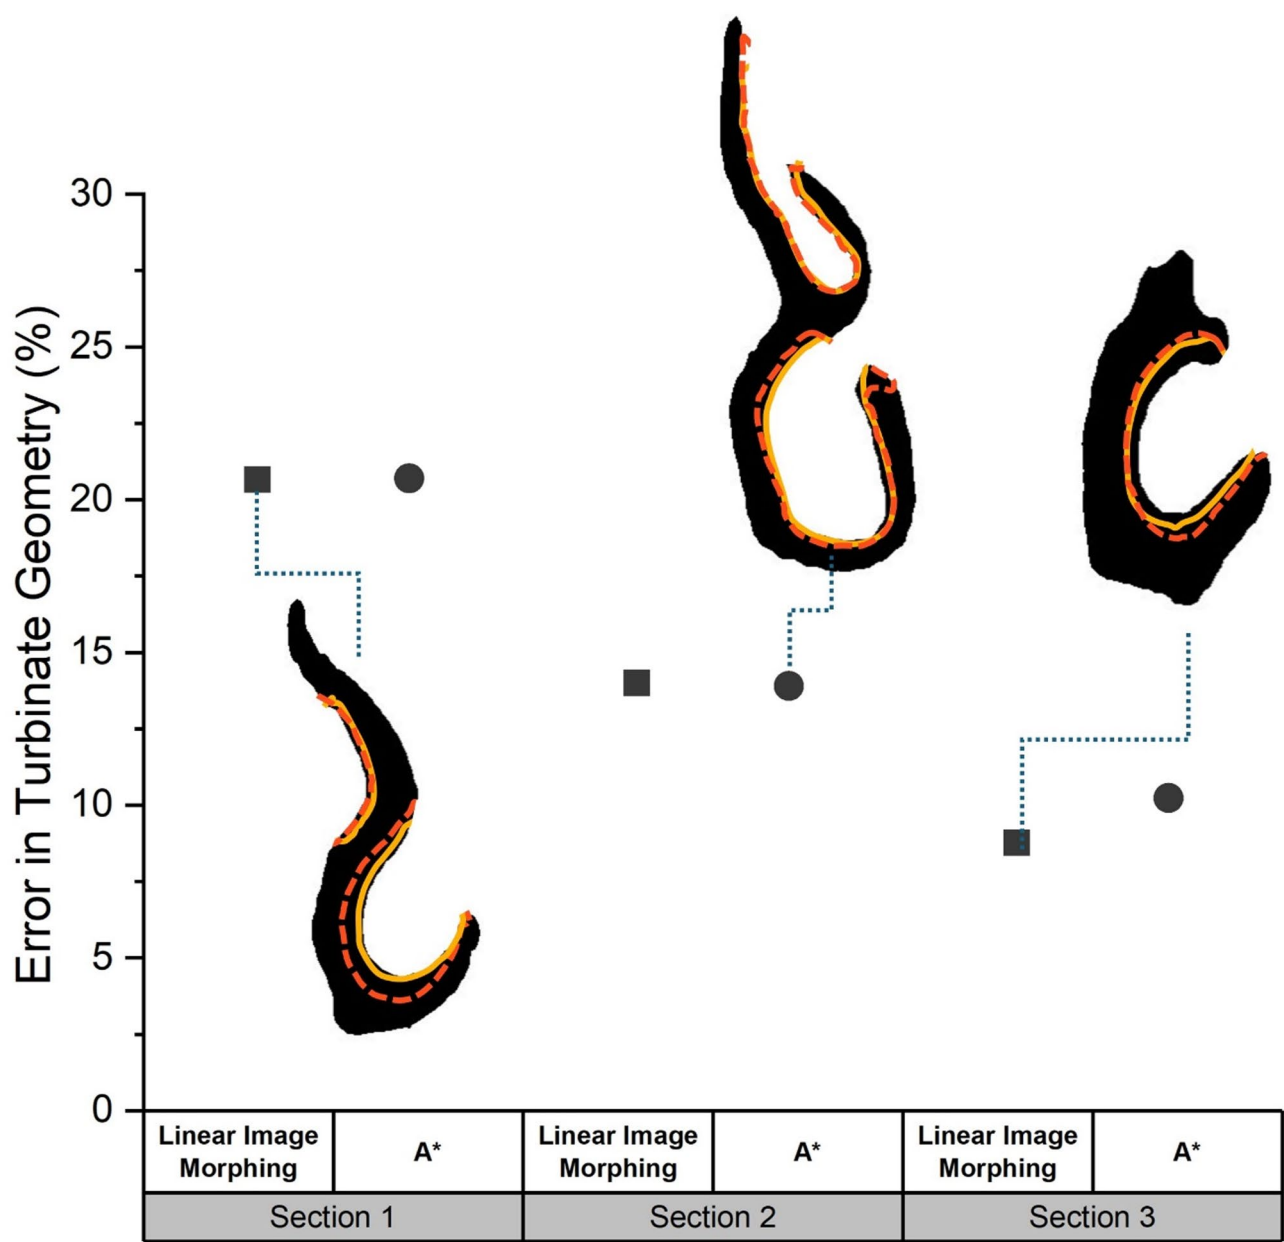 Error in Turbinate Geometry (%)
30
25
20
15
10
5
0
Linear Image
Morphing
A*
Linear Image
Morphing
A*
Linear Image
Morphing
A*
Section 1
Section 2
Section 3